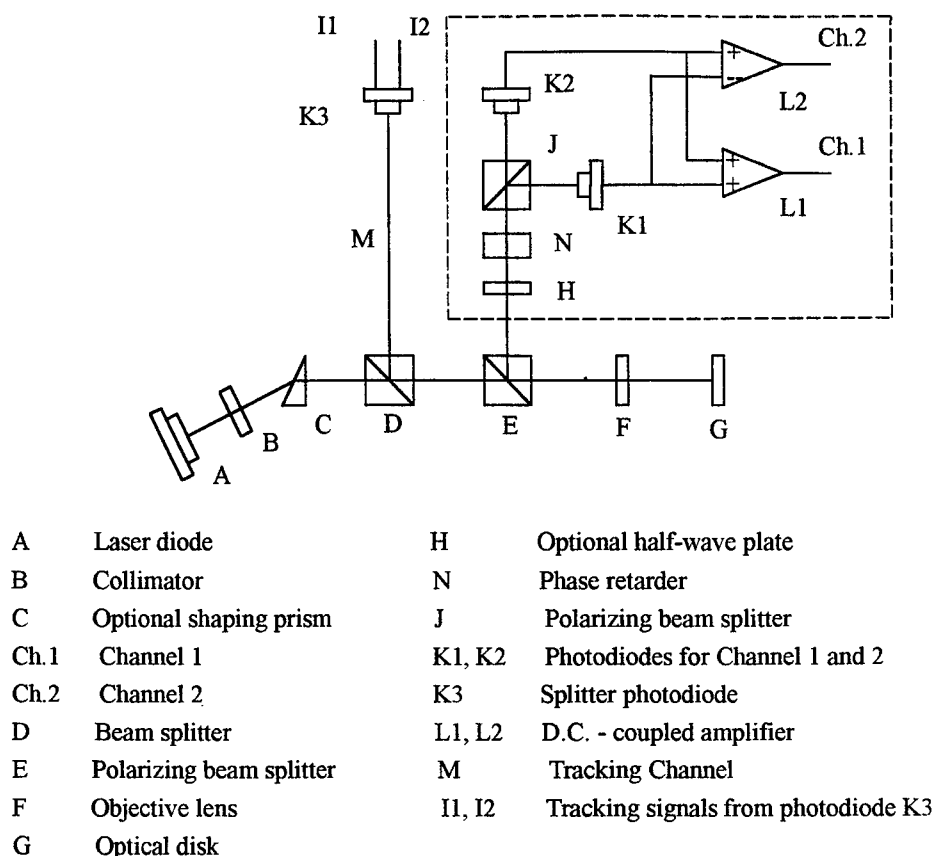 I1 I2
Ch.2
K2
+
−
L2
K3
J
Ch.1
+
+
K1
L1
M
N
H
C
D
E
F
G
B
A
A Laser diode H Optional half-wave plate
B Collimator N Phase retarder
C Optional shaping prism J Polarizing beam splitter
Ch.1 Channel 1 K1, K2 Photodiodes for Channel 1 and 2
Ch.2 Channel 2 K3 Splitter photodiode
D Beam splitter L1, L2 D.C. - coupled amplifier
E Polarizing beam splitter M Tracking Channel
F Objective lens I1, I2 Tracking signals from photodiode K3
G Optical disk